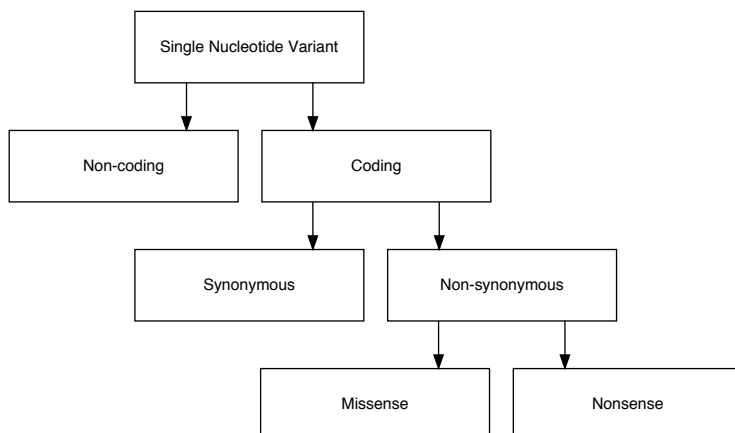 Single Nucleotide Variant
Non-coding
Coding
Synonymous
Non-synonymous
Missense
Nonsense